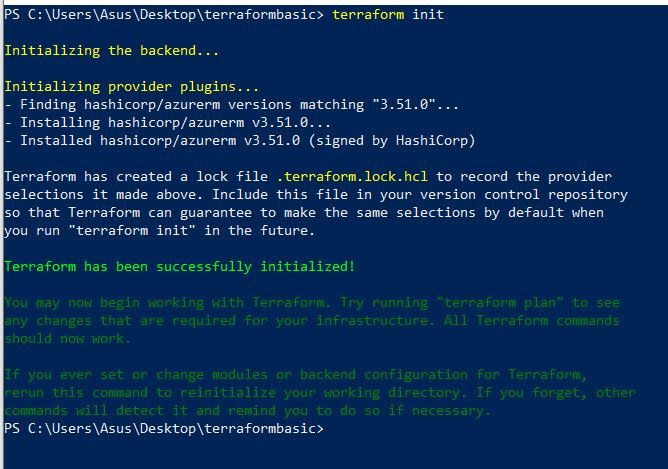 PS C:\Users\Asus\Desktop\terraformbasic> terraform init
Initializing the backend...
Initializing provider plugins...
- Finding hashicorp/azurerm versions matching "3.51.0"...
- Installing hashicorp/azurerm v3.51.0...
- Installed hashicorp/azurerm v3.51.0 (signed by HashiCorp)
Terraform has created a lock file .terraform.lock.hcl to record the provider
selections it made above. Include this file in your version control repository
so that Terraform can guarantee to make the same selections by default when
you run "terraform init" in the future.
Terraform has been successfully initialized!
You may now begin working with Terraform. Try running "terraform plan" to see
any changes that are required for your infrastructure. All Terraform commands
should now work.
If you ever set or change modules or backend configuration for Terraform,
rerun this command to reinitialize your working directory. If you forget, other
commands will detect it and remind you to do so if necessary.
PS C:\Users\Asus\Desktop\terraformbasic>